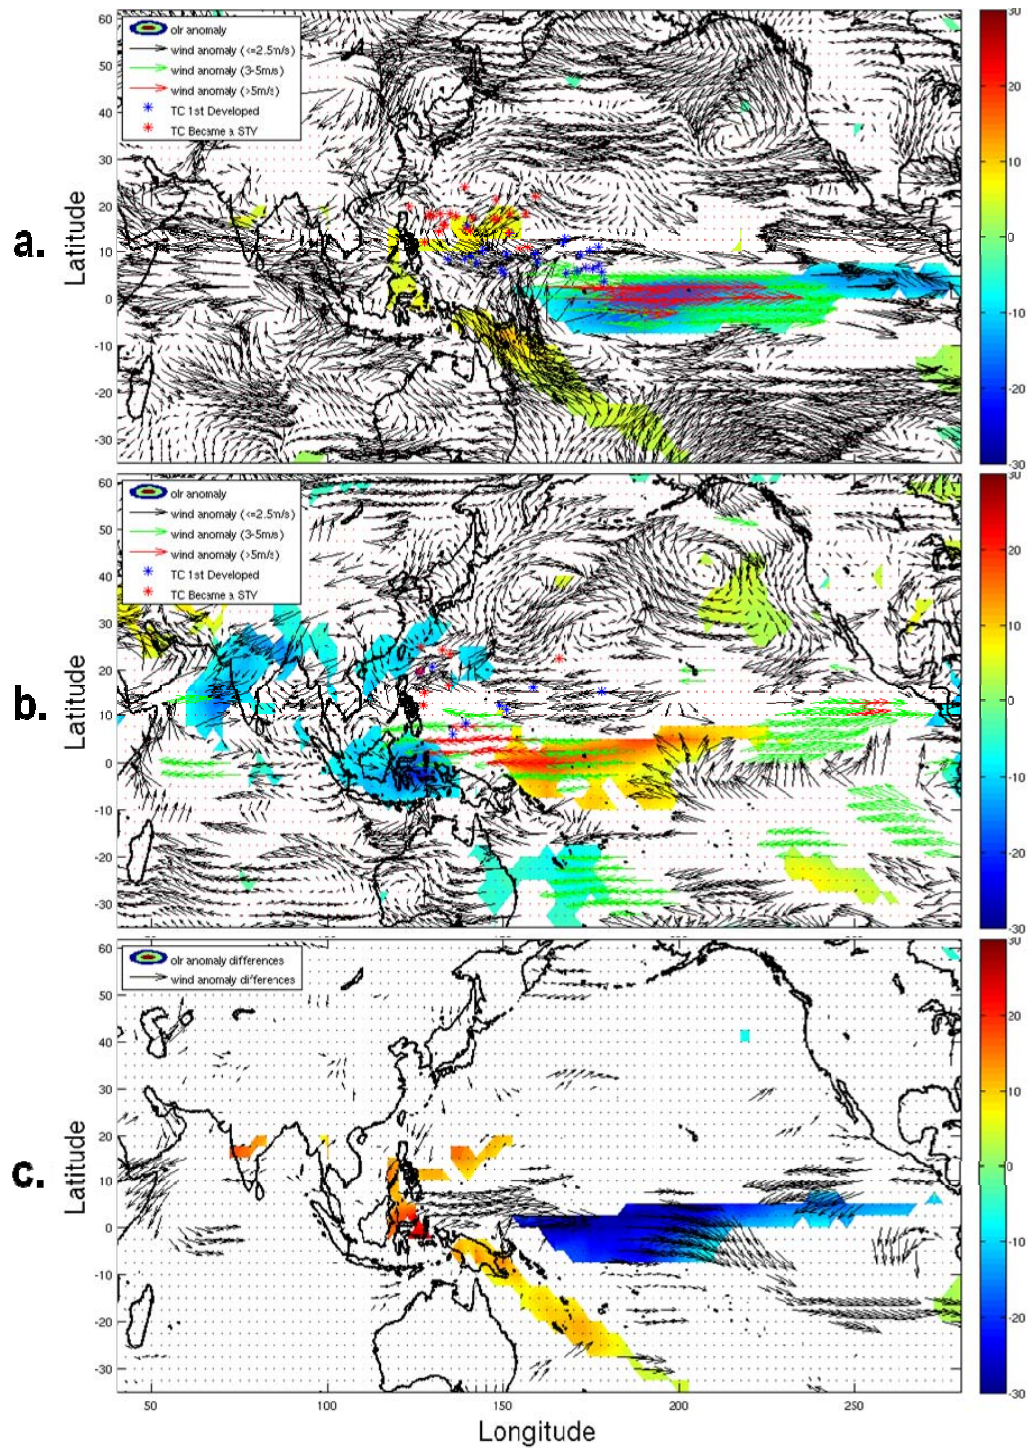 a.
olr anomaly
wind anomaly (<=2.5m/s)
wind anomaly (3-5m/s)
wind anomaly (>5m/s)
TC 1st Developed
TC Became a STY
Latitude
60
50
40
30
20
10
0
-10
-20
-30
30
20
10
0
-10
-20
-30
b.
olr anomaly
wind anomaly (<=2.5m/s)
wind anomaly (3-5m/s)
wind anomaly (>5m/s)
TC 1st Developed
TC Became a STY
Latitude
60
50
40
30
20
10
0
-10
-20
-30
30
20
10
0
-10
-20
-30
c.
olr anomaly differences
wind anomaly differences
Latitude
60
50
40
30
20
10
0
-10
-20
-30
30
20
10
0
-10
-20
-30
50
100
150
200
250
Longitude